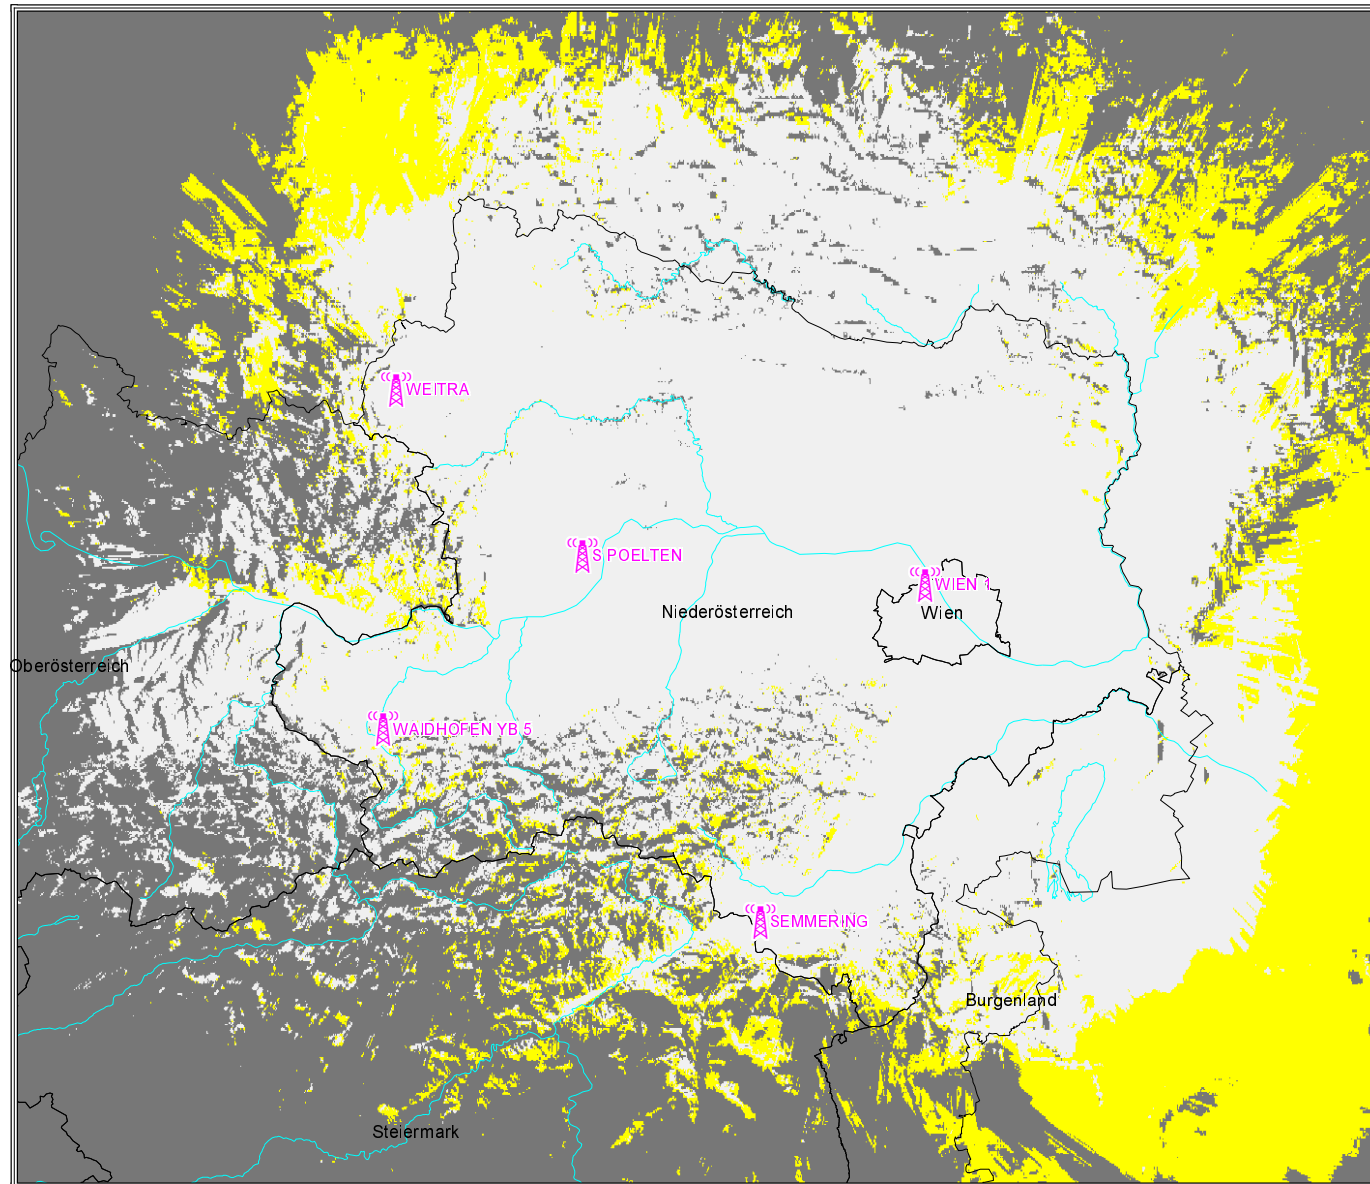 WEITRA
S POELTEN
WIEN 1
Niederösterreich
Wien
Oberösterreich
WAIDHOFEN YB 5
SEMMERING
Burgenland
Steiermark